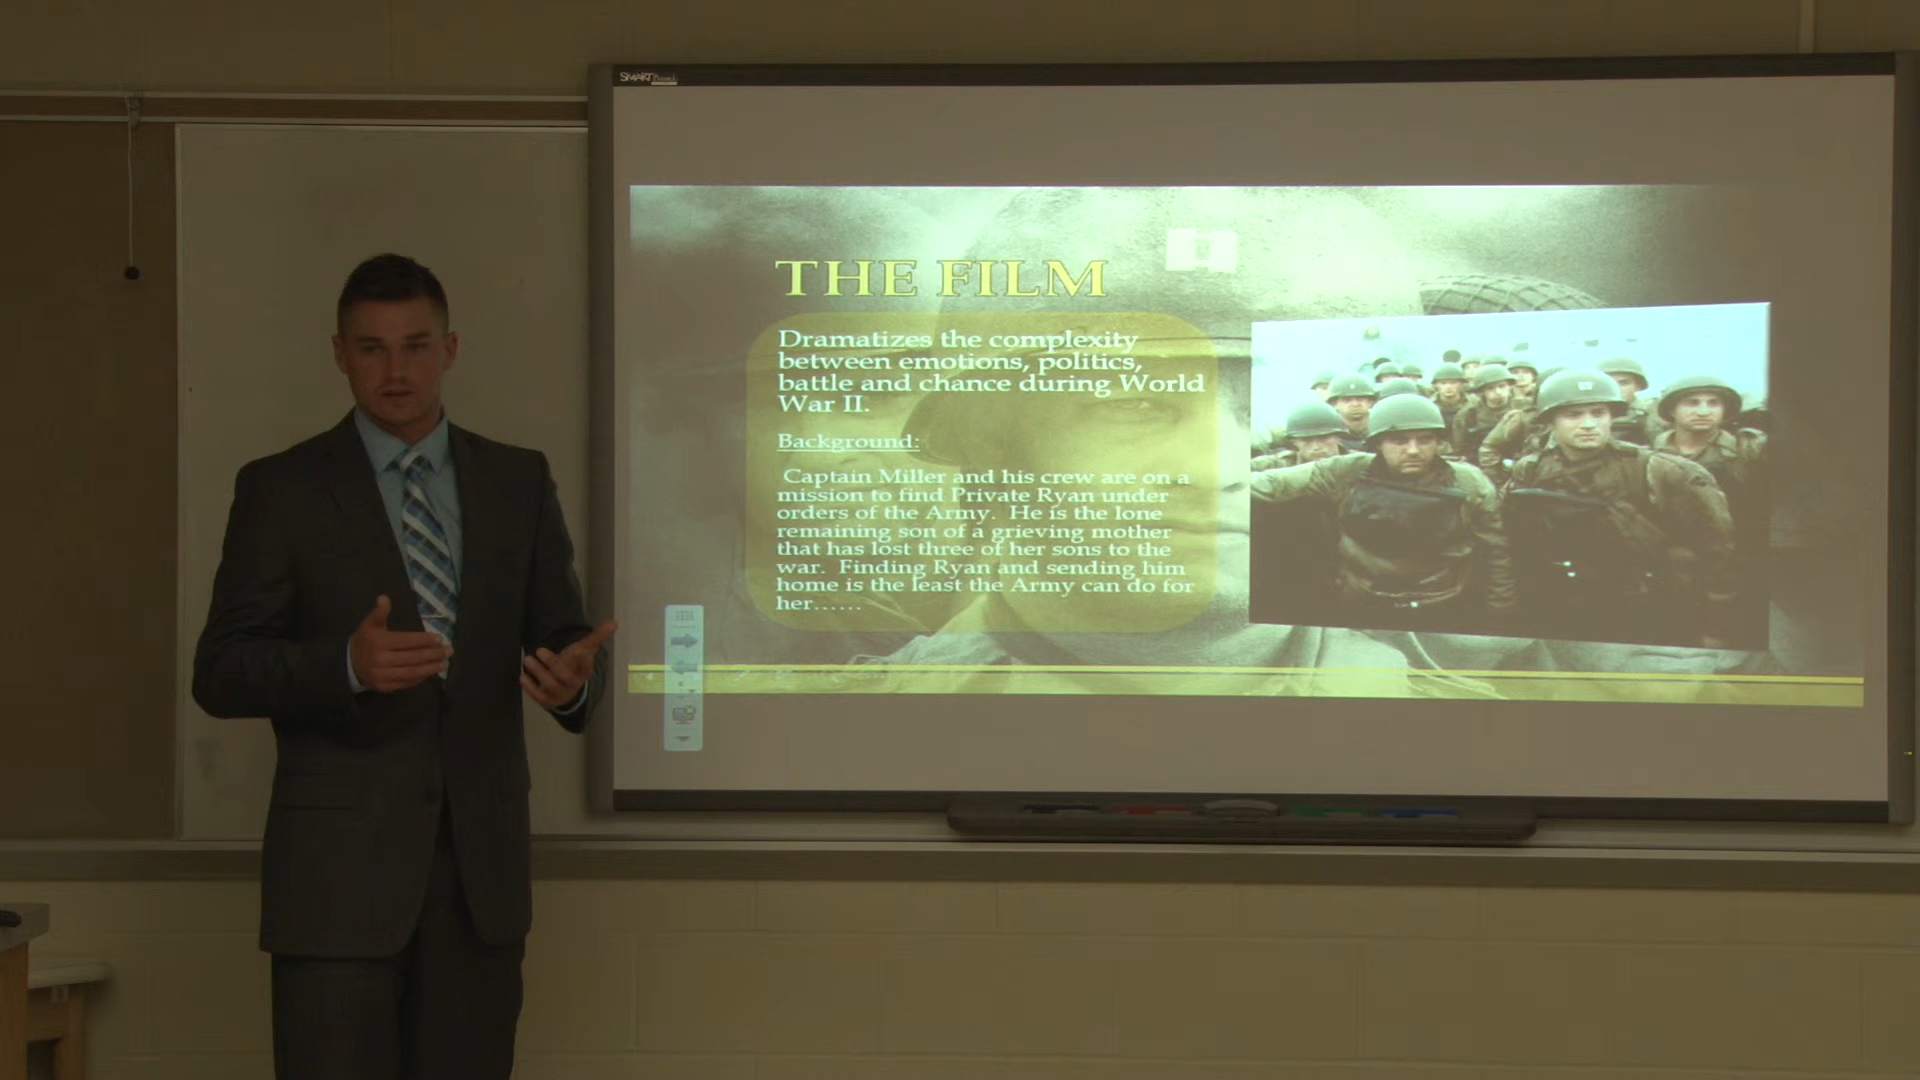 SMART Board
THE FILM
Dramatizes the complexity
between emotions, politics,
battle and chance during World
War II.
Background:
Captain Miller and his crew are on a
mission to find Private Ryan under
orders of the Army. He is the lone
remaining son of a grieving mother
that has lost three of her sons to the
war. Finding Ryan and sending him
home is the least the Army can do for
her......